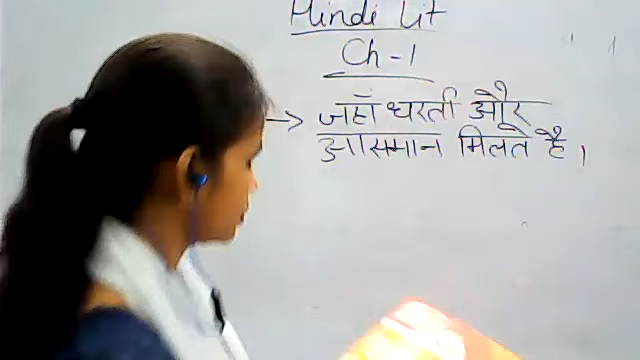 Hindi Lit
Ch-1
→ जहाँ धरती और
आसमान मिलते है।